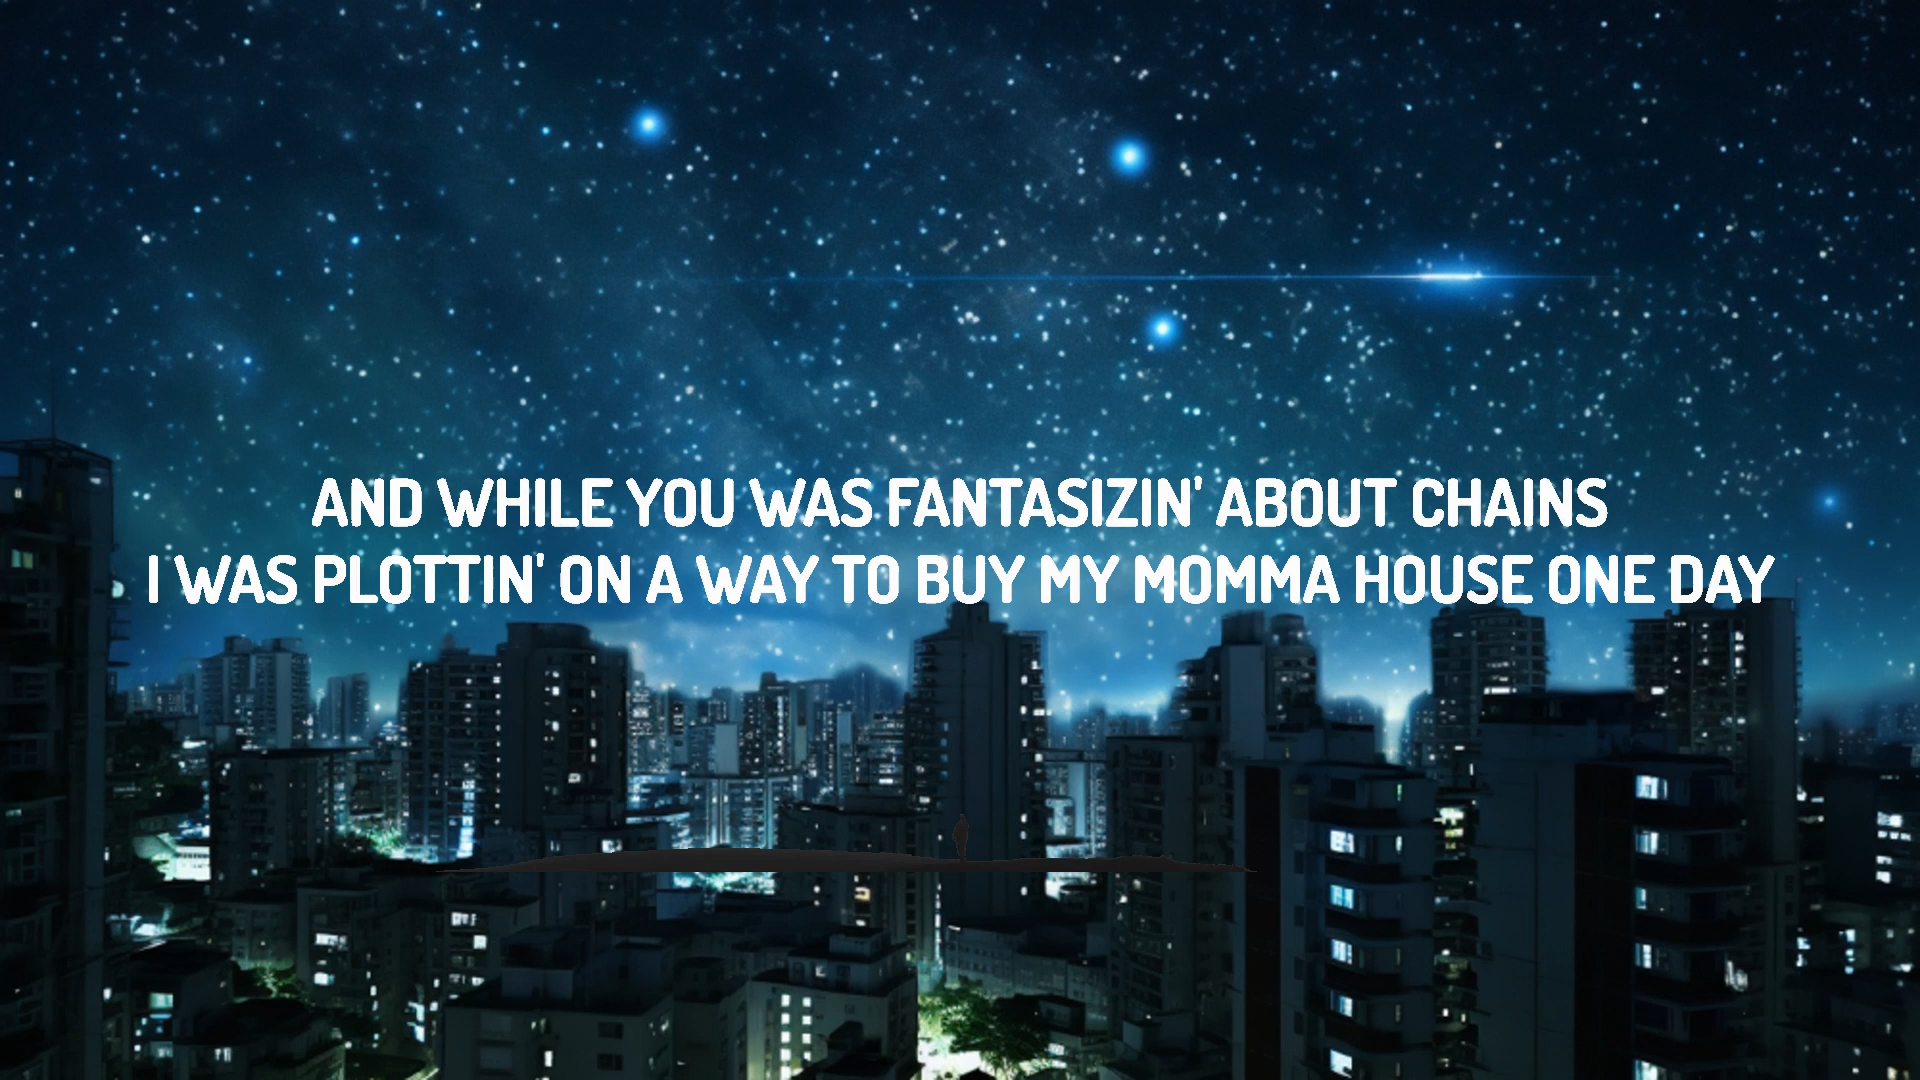 AND WHILE YOU WAS FANTASIZIN' ABOUT CHAINS
I WAS PLOTTIN' ON A WAY TO BUY MY MOMMA HOUSE ONE DAY